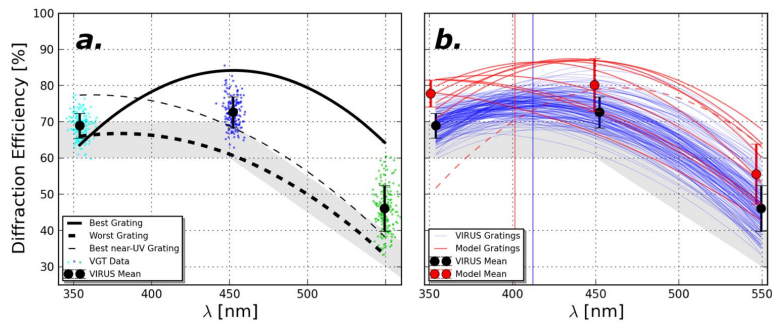 Diffraction Efficiency [%]
100
90
80
70
60
50
40
30
a.
Best Grating
Worst Grating
Best near-UV Grating
VGT Data
VIRUS Mean
350
400
450
500
λ [nm]
b.
VIRUS Gratings
Model Gratings
VIRUS Mean
Model Mean
350
400
450
500
550
λ [nm]